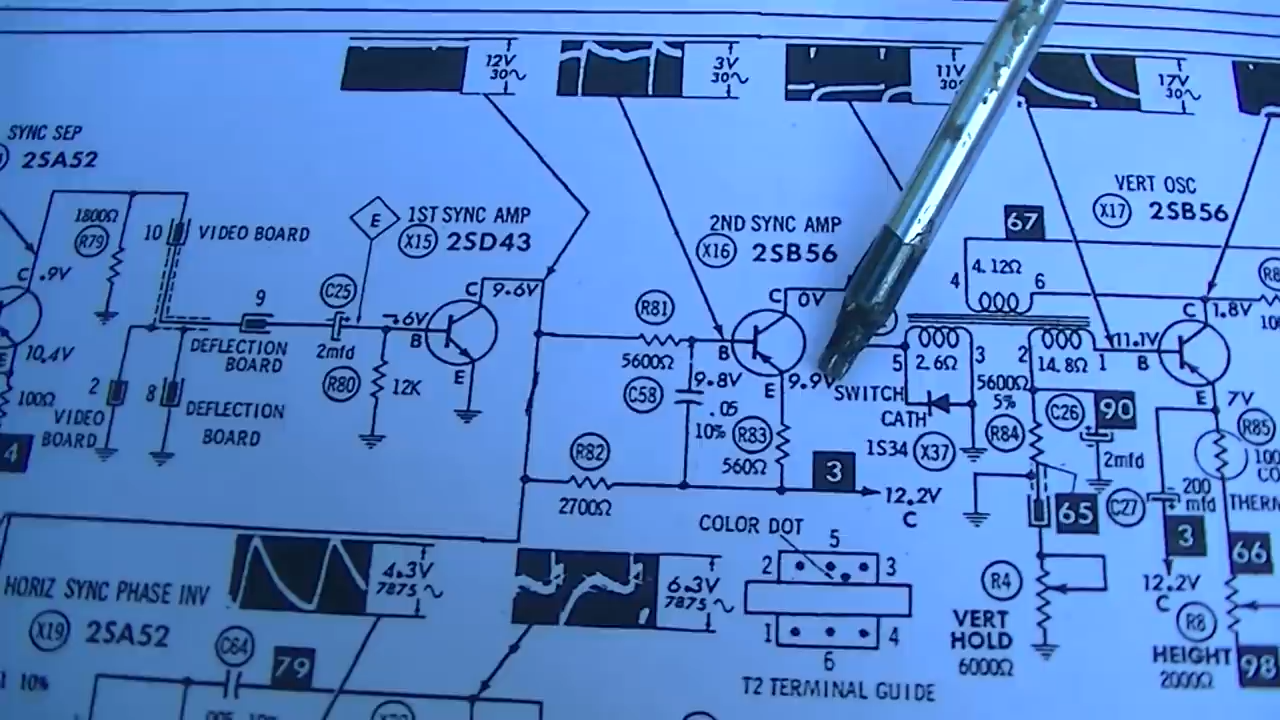 12V
30~
3V
30~
11V
30
17V
30~
SYNC SEP
2SA52
C .9V
10.4V
E
100Ω
4
1800Ω
R79
10
VIDEO BOARD
9
DEFLECTION
BOARD
2
VIDEO
BOARD
8
DEFLECTION
BOARD
E
1ST SYNC AMP
X15 2SD43
C 9.6V
C25
2mfd
.6V
B
E
R80
12K
R81
5600Ω
C58
.05
10%
R82
2700Ω
2ND SYNC AMP
X16 2SB56
C 0V
B
9.8V
E 9.9V
R83
560Ω
3
12.2V
C
SWITCH
CATH
1S34 X37
67
4
4.12Ω
6
5
2.6Ω
3
2
14.8Ω
1
5600Ω
5%
R84
C26
90
2mfd
65
R4
VERT
HOLD
6000Ω
VERT OSC
X17 2SB56
11.1V
B
C 1.8V
E 7V
R85
C27
200
mfd
3
12.2V
C
66
R8
HEIGHT
2000Ω
98
COLOR DOT
5
2
3
1
4
6
T2 TERMINAL GUIDE
HORIZ SYNC PHASE INV
X19 2SA52
4.3V
7875~
6.3V
7875~
C64
79
10%